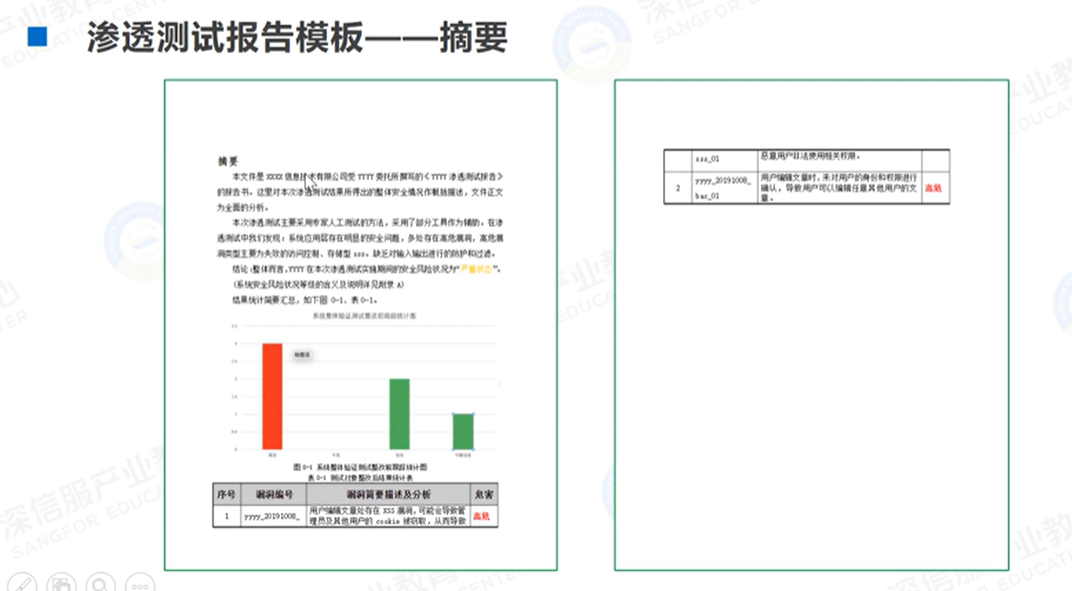 渗透测试报告模板——摘要
摘要
本文件是 XXXX 信息技术有限公司受 YYYY 委托所撰写的《YYYY 渗透测试报告》
的报告书。这里对本次渗透测试结果所得出的整体安全情况作概括描述，文件正文
为全面的分析。
本次渗透测试主要采用专家人工测试的方法，采用了部分工具作为辅助。在渗
透测试中我们发现：系统应用层存在明显的安全问题，多处存在高危漏洞，高危漏
洞类型主要为失效的访问控制、存储型 xss。缺乏对输入输出进行的防护和过滤。
结论：整体而言，YYYY 在本次渗透测试实施期间的安全风险状况为“严重状态”。
(系统安全风险状况等级的含义及说明详见附录 A)
结果统计简要汇总，如下图 0-1、表 0-1。
系统整体验证测试整改前跟踪统计图
图 0-1 系统整体验证测试整改前跟踪统计图
表 0-1 测试对象整改后结果统计表
序号 漏洞编号 漏洞简要描述及分析 危害
1 yyyy_20191008_ 用户编辑文章处存在 XSS 漏洞，可能会导致管 高危
理员及其他用户的 cookie 被窃取，从而导致
xss_01 恶意用户非法使用相关权限。
2 yyyy_20191008_ 用户编辑文章时，未对用户的身份和权限进行 高危
bac_01 确认，导致用户可以编辑任意其他用户的文
章。
深信服产业教育
SANGFOR EDUCATION CENTER